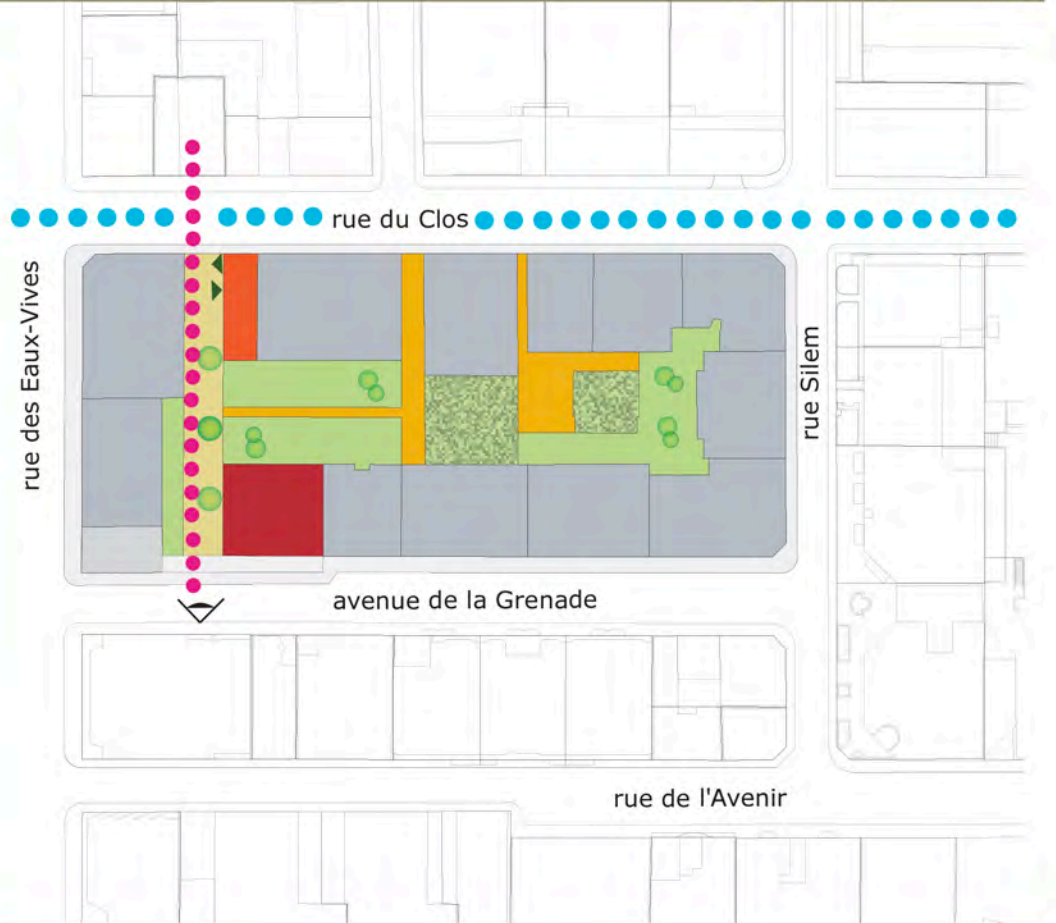 rue du Clos
rue des Eaux-Vives
rue Silem
avenue de la Grenade
rue de l'Avenir